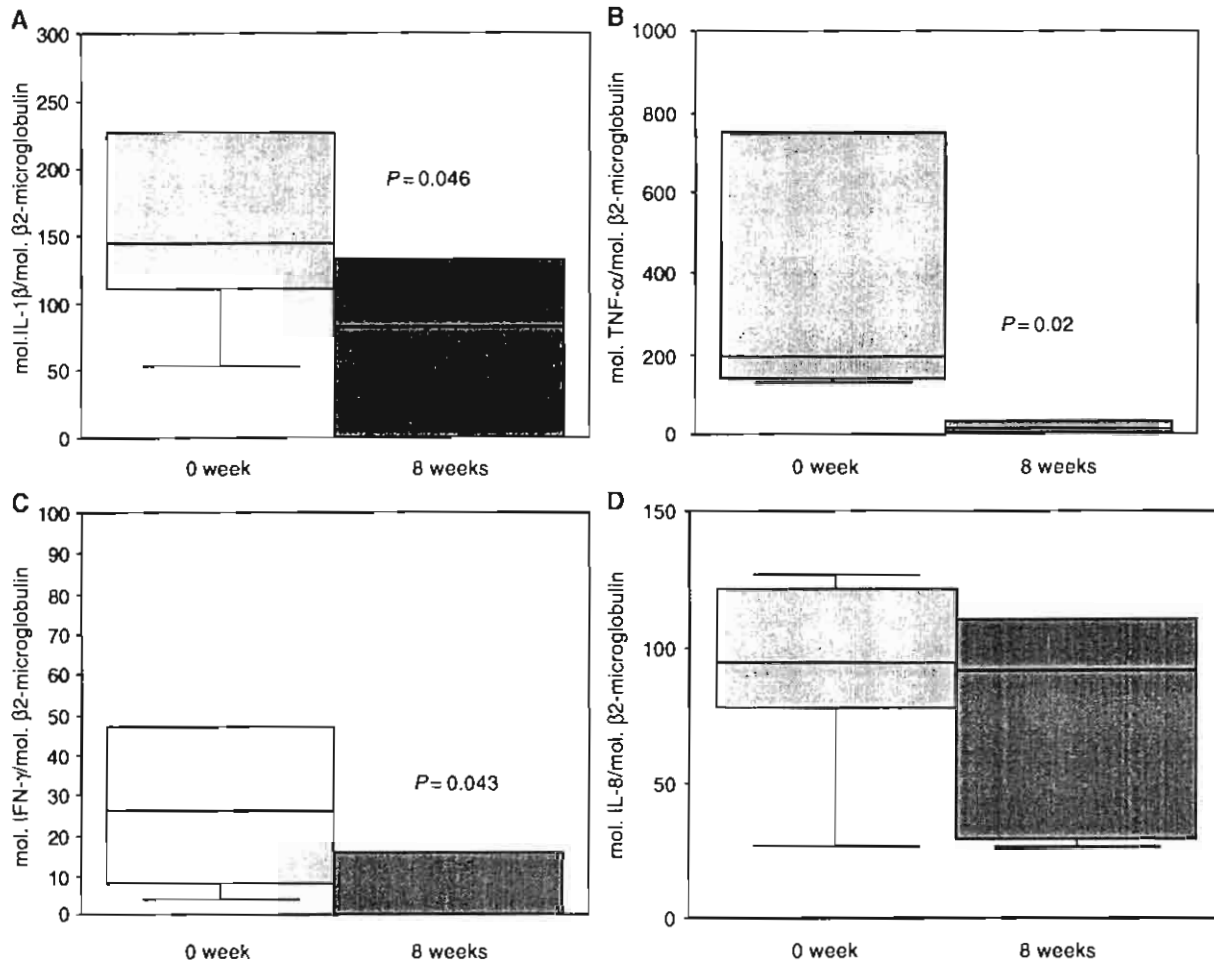 A
mol.IL-1β/mol. β2-microglobulin
300
250
200
150
100
50
0
P=0.046
0 week
8 weeks
B
mol. TNF-α/mol. β2-microglobulin
1000
800
600
400
200
0
P=0.02
0 week
8 weeks
C
mol. IFN-γ/mol. β2-microglobulin
100
90
80
70
60
50
40
30
20
10
0
P=0.043
0 week
8 weeks
D
mol. IL-8/mol. β2-microglobulin
150
100
50
0
0 week
8 weeks